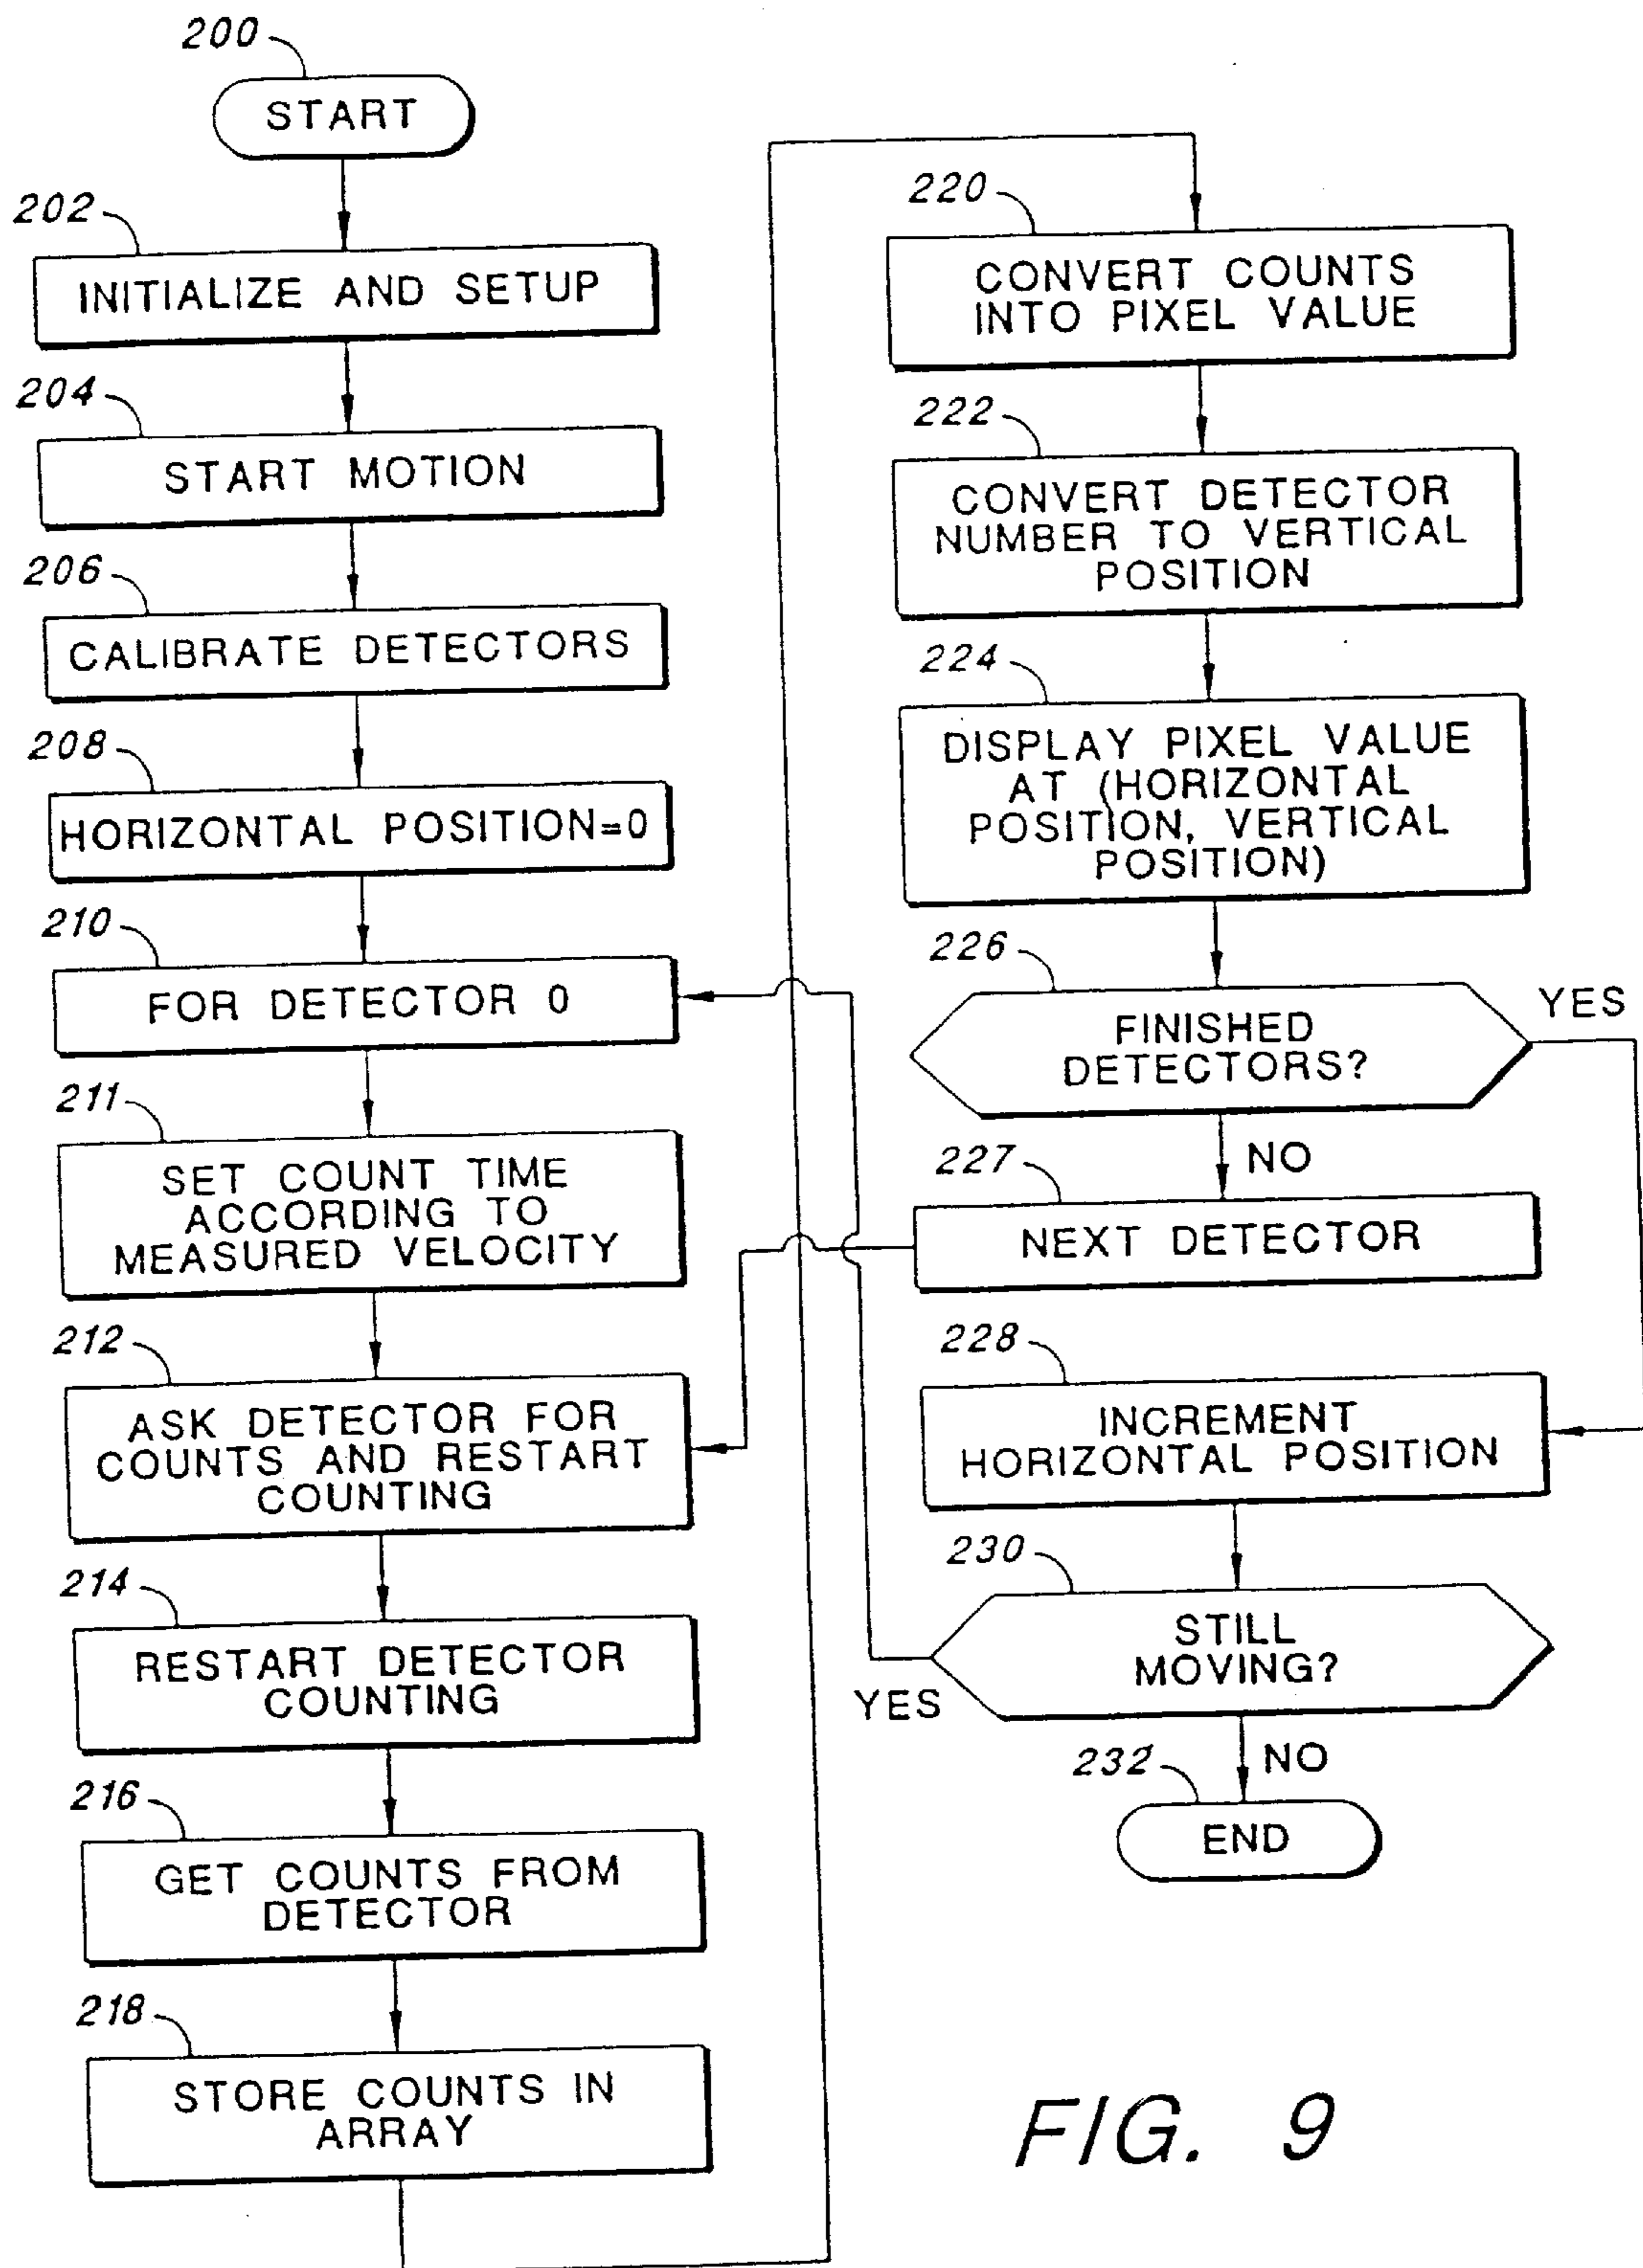 200
START
202
INITIALIZE AND SETUP
204
START MOTION
206
CALIBRATE DETECTORS
208
HORIZONTAL POSITION=0
210
FOR DETECTOR 0
211
SET COUNT TIME
ACCORDING TO
MEASURED VELOCITY
212
ASK DETECTOR FOR
COUNTS AND RESTART
COUNTING
214
RESTART DETECTOR
COUNTING
216
GET COUNTS FROM
DETECTOR
218
STORE COUNTS IN
ARRAY
220
CONVERT COUNTS
INTO PIXEL VALUE
222
CONVERT DETECTOR
NUMBER TO VERTICAL
POSITION
224
DISPLAY PIXEL VALUE
AT (HORIZONTAL
POSITION, VERTICAL
POSITION)
226
FINISHED
DETECTORS?
YES
NO
227
NEXT DETECTOR
228
INCREMENT
HORIZONTAL POSITION
230
STILL
MOVING?
YES
NO
232
END
FIG. 9